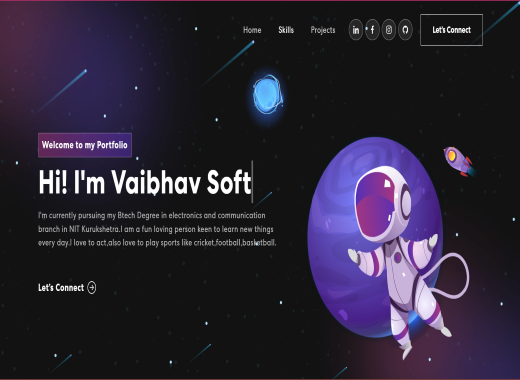 Home Skills Projects Let's Connect
Welcome to my Portfolio
Hi! I'm Vaibhav Soft
I'm currently pursuing my Btech Degree in electronics and communication
branch in NIT Kurukshetra.I am a fun loving person keen to learn new things
every day.I love to act,also love to play sports like cricket,football,basketball.
Let's Connect